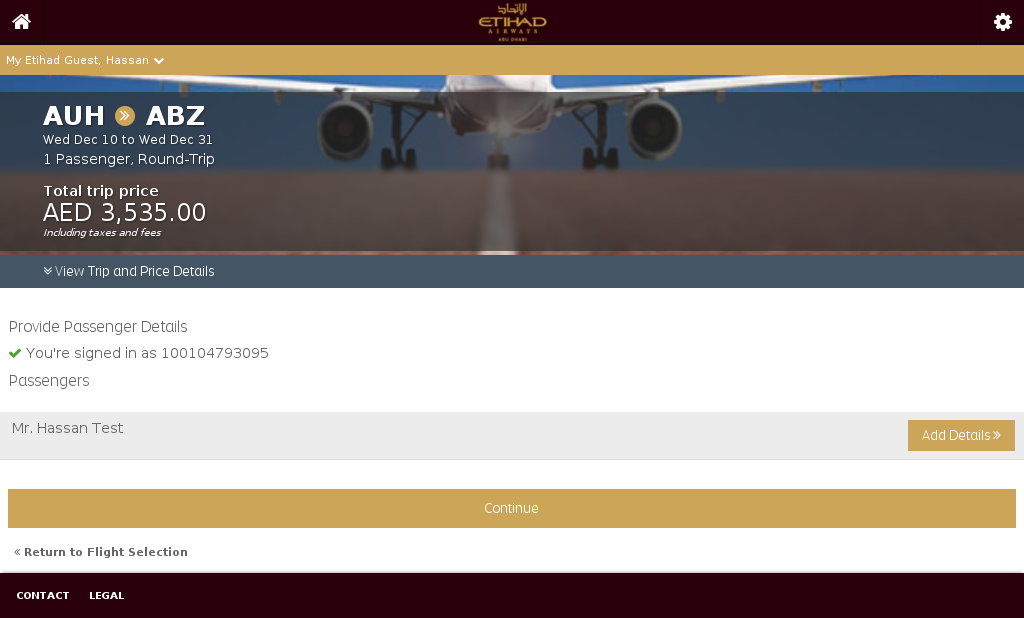 الإتحاد
ETIHAD
AIRWAYS
ABU DHABI
My Etihad Guest, Hassan
AUH ABZ
Wed Dec 10 to Wed Dec 31
1 Passenger, Round-Trip
Total trip price
AED 3,535.00
Including taxes and fees
View Trip and Price Details
Provide Passenger Details
You're signed in as 100104793095
Passengers
Mr. Hassan Test
Add Details »
Continue
« Return to Flight Selection
CONTACT LEGAL